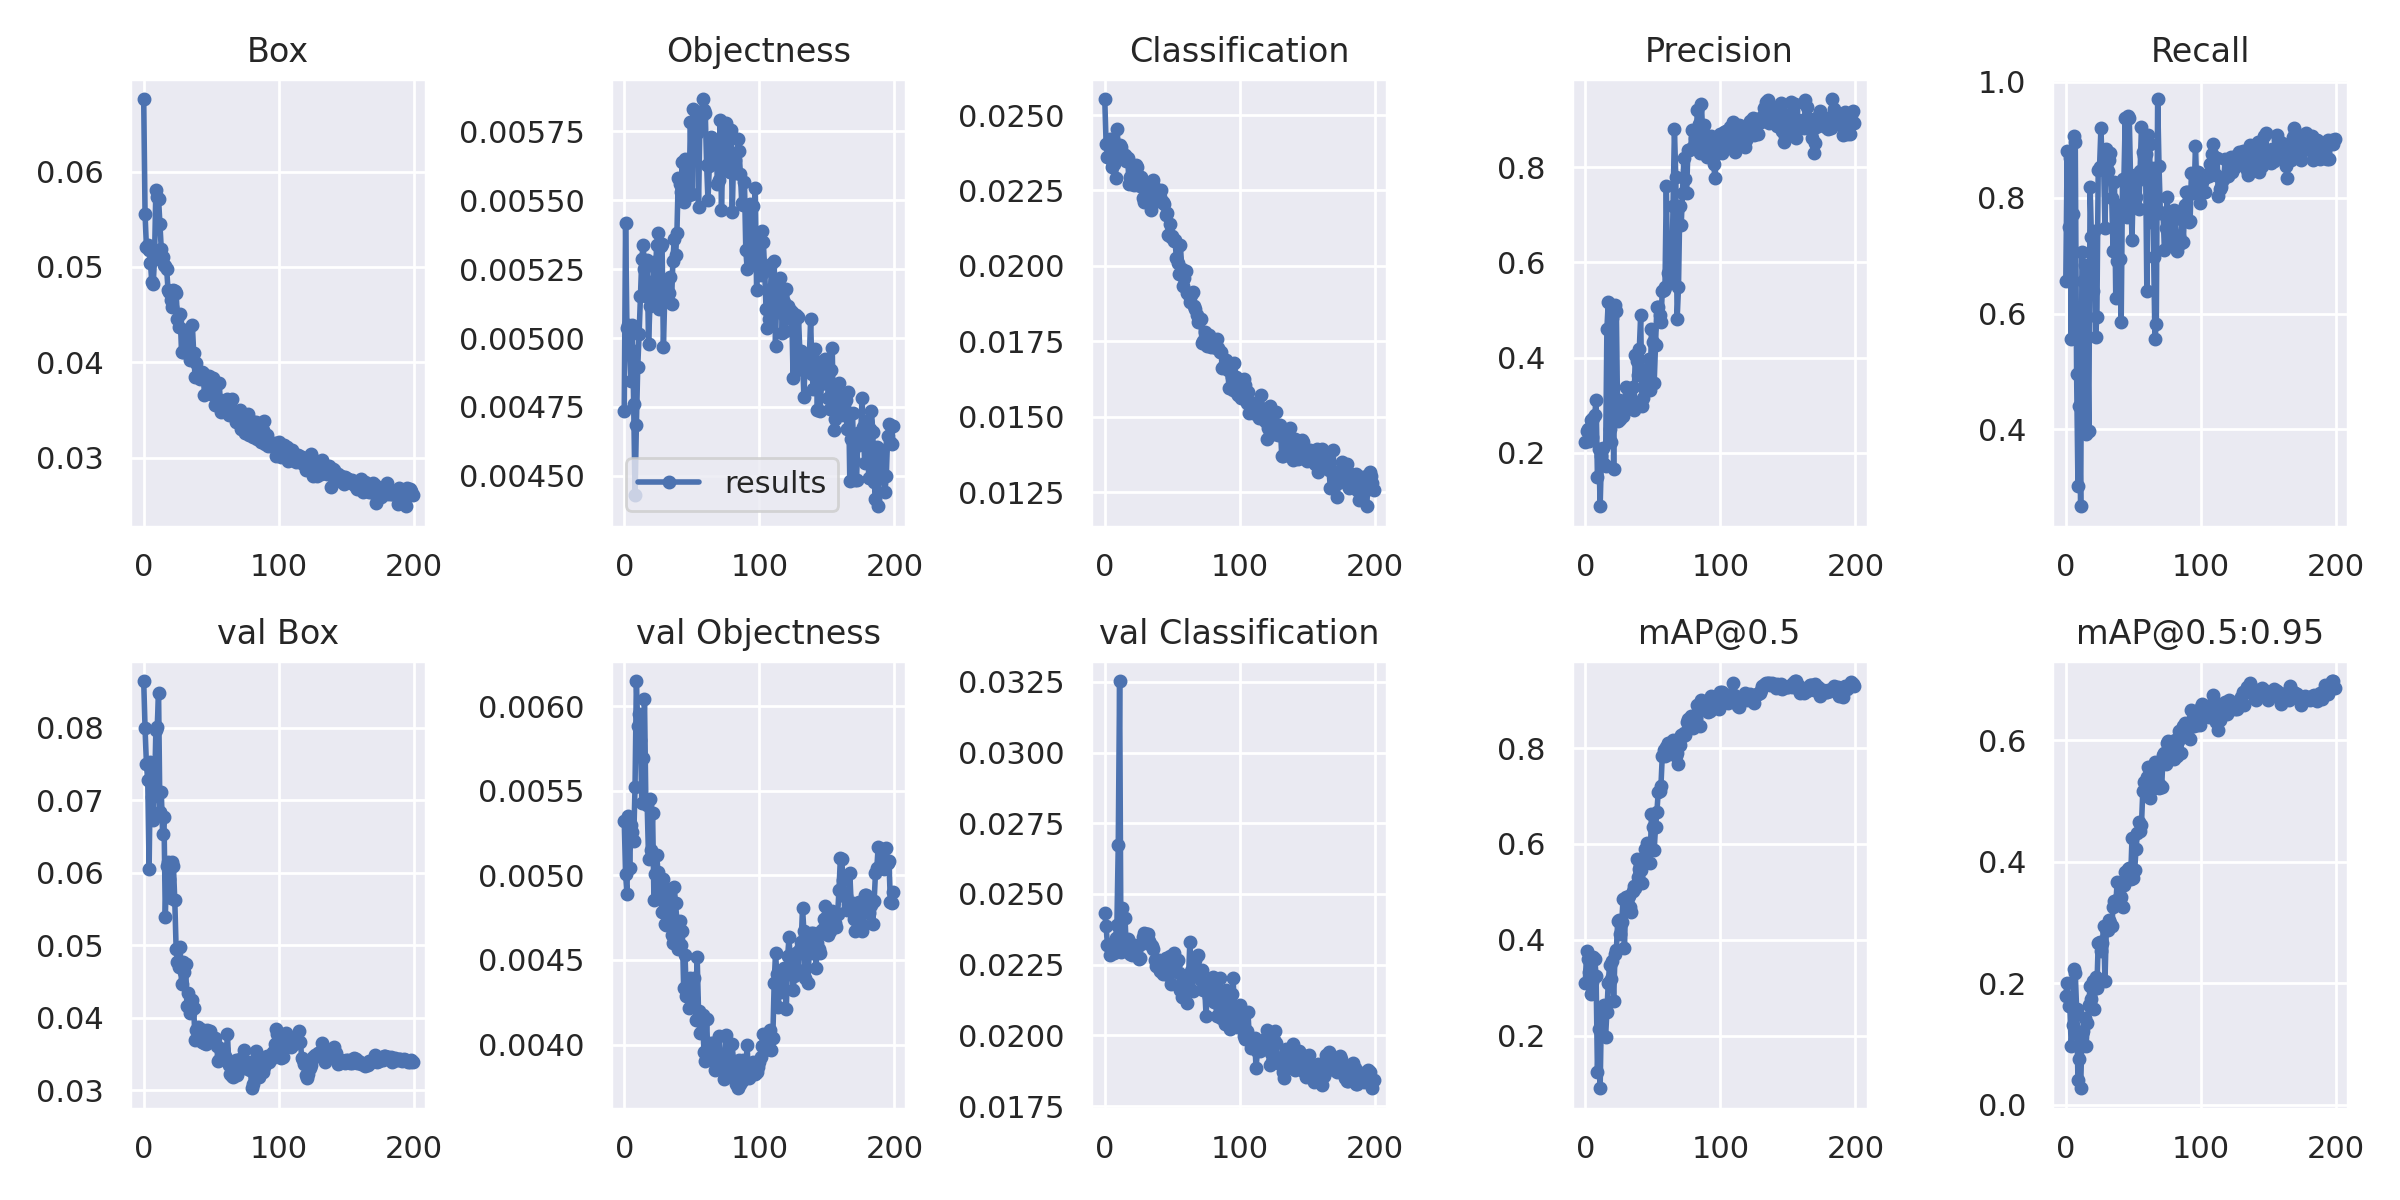 Box
Objectness
Classification
Precision
Recall
0.06
0.05
0.04
0.03
0 100 200
0.00575
0.00550
0.00525
0.00500
0.00475
0.00450
results
0 100 200
0.0250
0.0225
0.0200
0.0175
0.0150
0.0125
0 100 200
0.8
0.6
0.4
0.2
0 100 200
1.0
0.8
0.6
0.4
0 100 200
val Box
val Objectness
val Classification
mAP@0.5
mAP@0.5:0.95
0.08
0.07
0.06
0.05
0.04
0.03
0 100 200
0.0060
0.0055
0.0050
0.0045
0.0040
0 100 200
0.0325
0.0300
0.0275
0.0250
0.0225
0.0200
0.0175
0 100 200
0.8
0.6
0.4
0.2
0 100 200
0.6
0.4
0.2
0.0
0 100 200